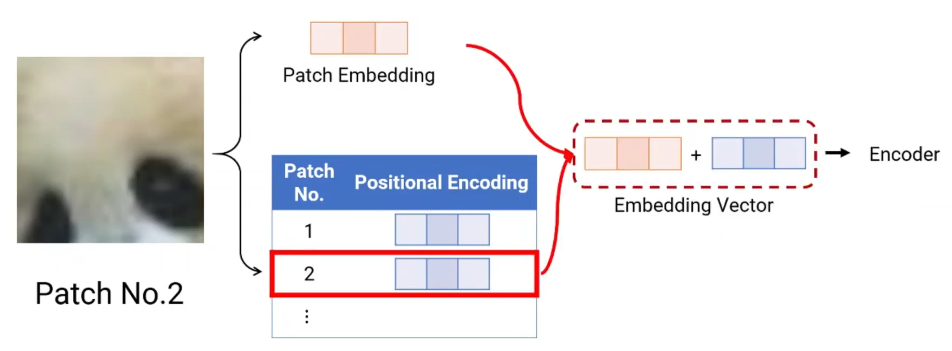 Patch No.2
Patch Embedding
Patch
No.
Positional Encoding
1
2
⋮
+
Embedding Vector
Encoder